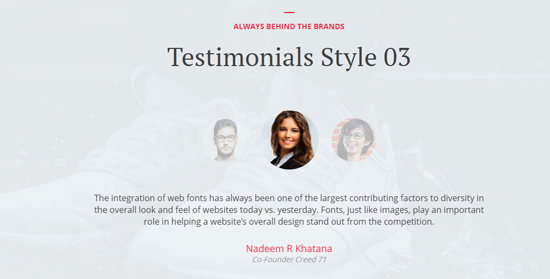 ALWAYS BEHIND THE BRANDS
Testimonials Style 03
The integration of web fonts has always been one of the largest contributing factors to diversity in
the overall look and feel of websites today vs. yesterday. Fonts, just like images, play an important
role in helping a website's overall design stand out from the competition.
Nadeem R Khatana
Co-Founder Creed 71